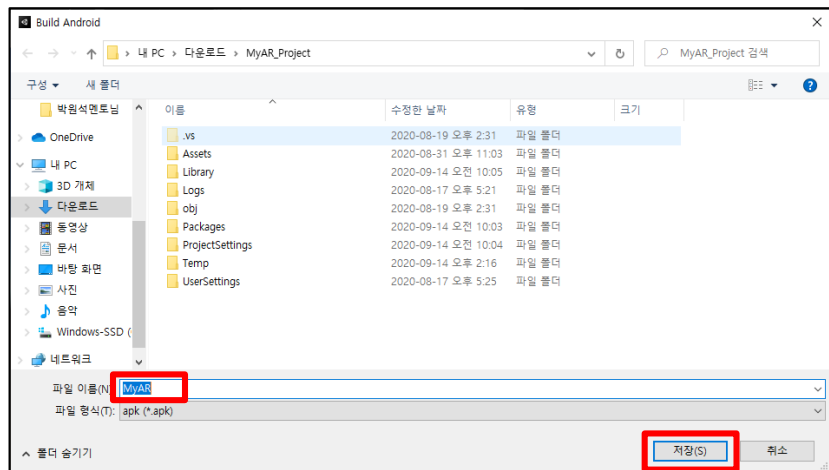 Build Android
내 PC > 다운로드 > MyAR_Project
MyAR_Project 검색
구성
새 폴더
박원석멘토님
OneDrive
내 PC
3D 개체
다운로드
동영상
문서
바탕 화면
사진
음악
Windows-SSD (
네트워크
이름 수정한 날짜 유형 크기
.vs 2020-08-19 오후 2:31 파일 폴더
Assets 2020-08-31 오후 11:03 파일 폴더
Library 2020-09-14 오전 10:05 파일 폴더
Logs 2020-08-17 오후 5:21 파일 폴더
obj 2020-08-19 오후 2:31 파일 폴더
Packages 2020-09-14 오전 10:03 파일 폴더
ProjectSettings 2020-09-14 오전 10:04 파일 폴더
Temp 2020-09-14 오후 2:16 파일 폴더
UserSettings 2020-08-17 오후 5:25 파일 폴더
파일 이름(N MyAR
파일 형식(T): apk (*.apk)
폴더 숨기기
저장(S)
취소